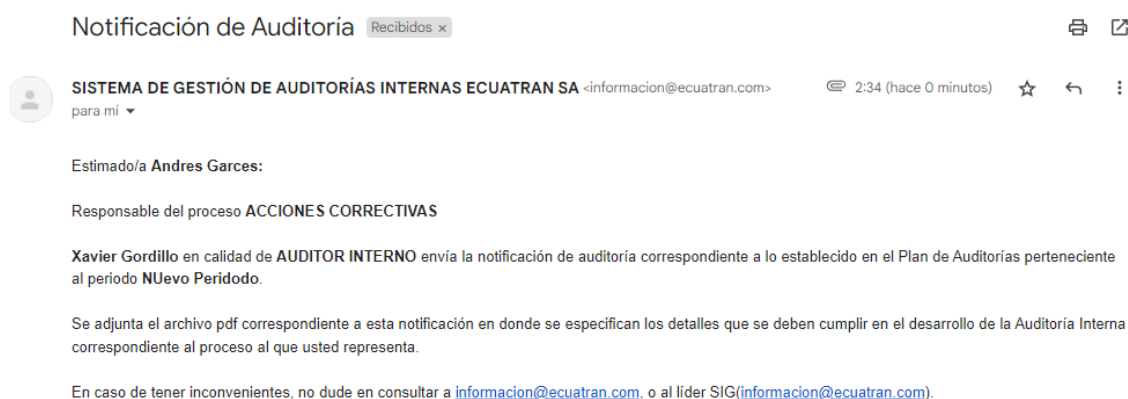 Notificación de Auditoría Recibidos x
SISTEMA DE GESTIÓN DE AUDITORÍAS INTERNAS ECUATRAN SA <informacion@ecuatran.com> 2:34 (hace 0 minutos)
para mí
Estimado/a Andres Garces:
Responsable del proceso ACCIONES CORRECTIVAS
Xavier Gordillo en calidad de AUDITOR INTERNO envía la notificación de auditoría correspondiente a lo establecido en el Plan de Auditorías perteneciente
al periodo NUevo Peridodo.
Se adjunta el archivo pdf correspondiente a esta notificación en donde se especifican los detalles que se deben cumplir en el desarrollo de la Auditoría Interna
correspondiente al proceso al que usted representa.
En caso de tener inconvenientes, no dude en consultar a informacion@ecuatran.com, o al líder SIG(informacion@ecuatran.com).